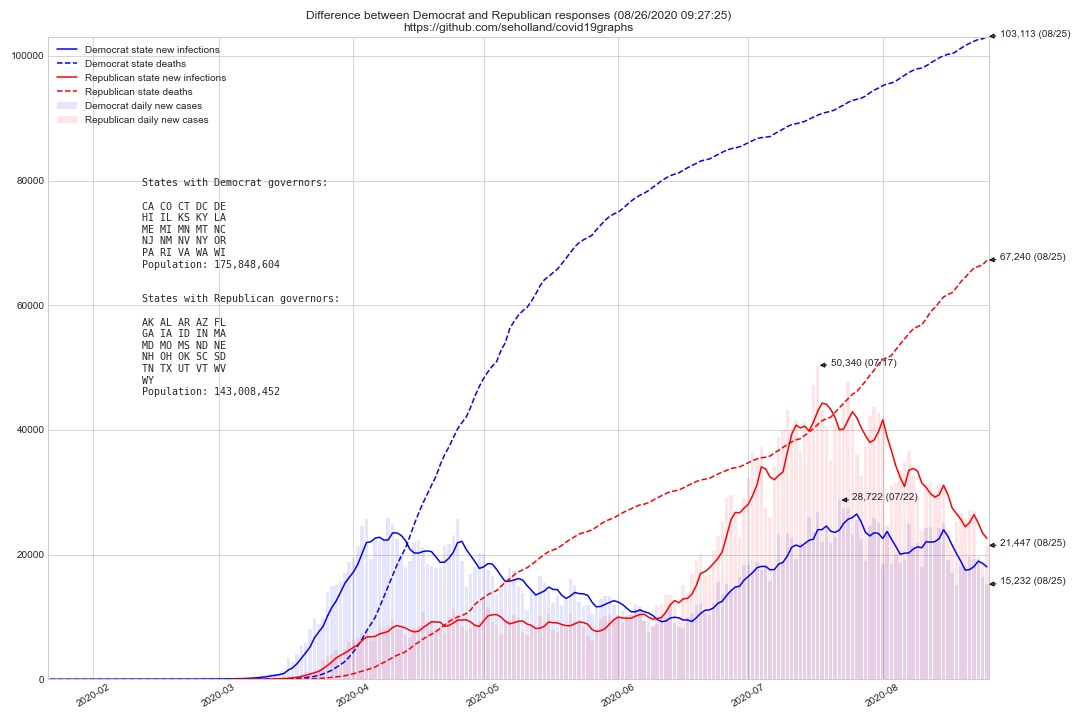 Difference between Democrat and Republican responses (08/26/2020 09:27:25)
https://github.com/seholland/covid19graphs
Democrat state new infections
Democrat state deaths
Republican state new infections
Republican state deaths
Democrat daily new cases
Republican daily new cases
States with Democrat governors:
CA CO CT DC DE
HI IL KS KY LA
ME MI MN MT NC
NJ NM NV NY OR
PA RI VA WA WI
Population: 175,848,604
States with Republican governors:
AK AL AR AZ FL
GA IA ID IN MA
MD MO MS ND NE
NH OH OK SC SD
TN TX UT VT WV
WY
Population: 143,008,452
103,113 (08/25)
67,240 (08/25)
50,340 (07/17)
28,722 (07/22)
21,447 (08/25)
15,232 (08/25)
100000
80000
60000
40000
20000
0
2020-02
2020-03
2020-04
2020-05
2020-06
2020-07
2020-08